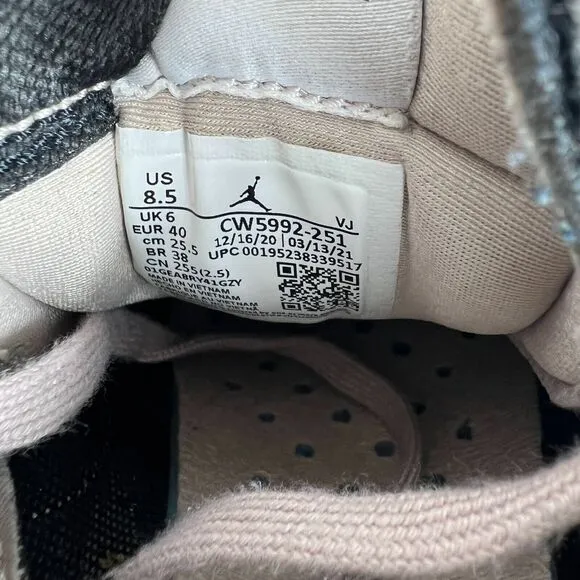 US
8.5
UK 6
EUR 40
cm 25.5
BR 38
CN 255(2.5)
01GEA8RY41GZY
MADE IN VIETNAM
VJ
CW5992-251
12/16/20 | 03/13/21
UPC 00195238339517